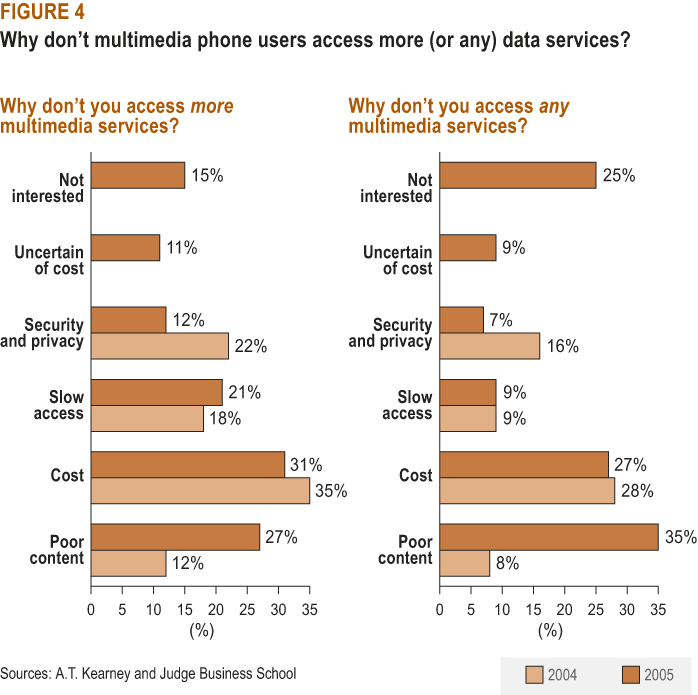 FIGURE 4
Why don't multimedia phone users access more (or any) data services?
Why don't you access more
multimedia services?
Not
interested
15%
Uncertain
of cost
11%
Security
and privacy
12%
22%
Slow
access
21%
18%
Cost
31%
35%
Poor
content
27%
12%
0 5 10 15 20 25 30 35
(%)
Why don't you access any
multimedia services?
Not
interested
25%
Uncertain
of cost
9%
Security
and privacy
7%
16%
Slow
access
9%
9%
Cost
27%
28%
Poor
content
35%
8%
0 5 10 15 20 25 30 35
(%)
Sources: A.T. Kearney and Judge Business School
2004 2005